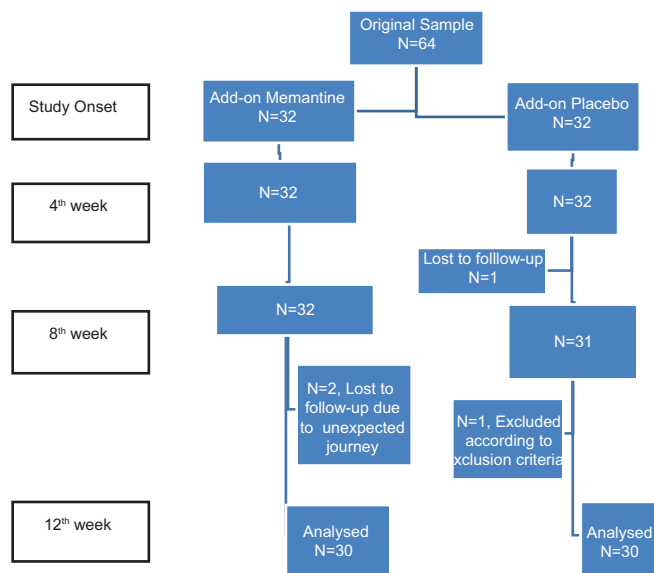 Original Sample
N=64
Study Onset
Add-on Memantine
N=32
Add-on Placebo
N=32
4th week
N=32
N=32
Lost to folllow-up
N=1
8th week
N=32
N=31
N=2, Lost to
follow-up due
to unexpected
journey
N=1, Excluded
according to
xclusion criteria
12th week
Analysed
N=30
Analysed
N=30